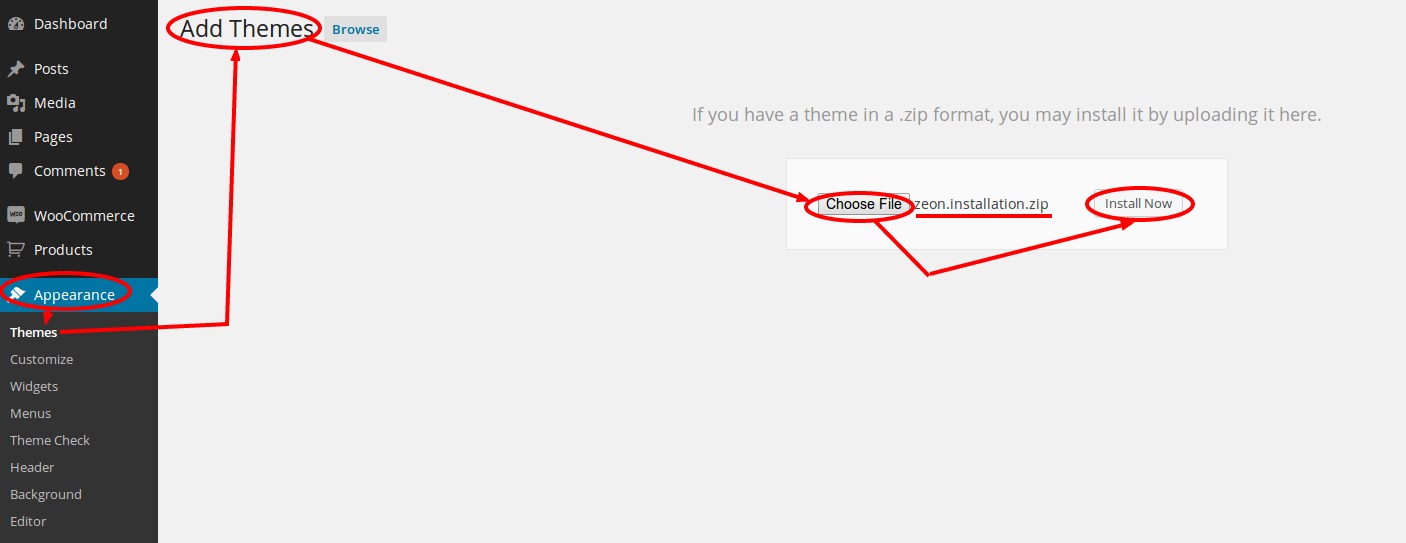 Dashboard
Posts
Media
Pages
Comments 1
WOO WooCommerce
Products
Appearance
Themes
Customize
Widgets
Menus
Theme Check
Header
Background
Editor
Add Themes Browse
If you have a theme in a .zip format, you may install it by uploading it here.
Choose File zeon.installation.zip Install Now